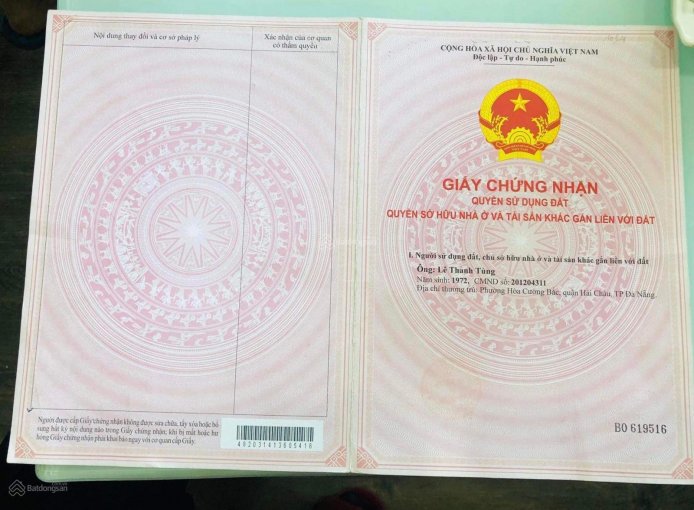 Nội dung thay đổi và cơ sở pháp lý
Xác nhận của cơ quan
có thẩm quyền
Người được cấp Giấy chứng nhận không được sửa chữa, tẩy xóa hoặc bổ
sung bất kỳ nội dung nào trong Giấy chứng nhận; khi bị mất hoặc hư
hỏng Giấy chứng nhận phải khai báo ngay với cơ quan cấp Giấy.
492031413605418
CỘNG HÒA XÃ HỘI CHỦ NGHĨA VIỆT NAM
Độc lập - Tự do - Hạnh phúc
GIẤY CHỨNG NHẬN
QUYỀN SỬ DỤNG ĐẤT
QUYỀN SỞ HỮU NHÀ Ở VÀ TÀI SẢN KHÁC GẮN LIỀN VỚI ĐẤT
I. Người sử dụng đất, chủ sở hữu nhà ở và tài sản khác gắn liền với đất
Ông: Lê Thanh Tùng
Năm sinh: 1972, CMND số: 201204311
Địa chỉ thường trú: Phường Hòa Cường Bắc, quận Hải Châu, TP Đà Nẵng.
BO 619516
Batdongsan